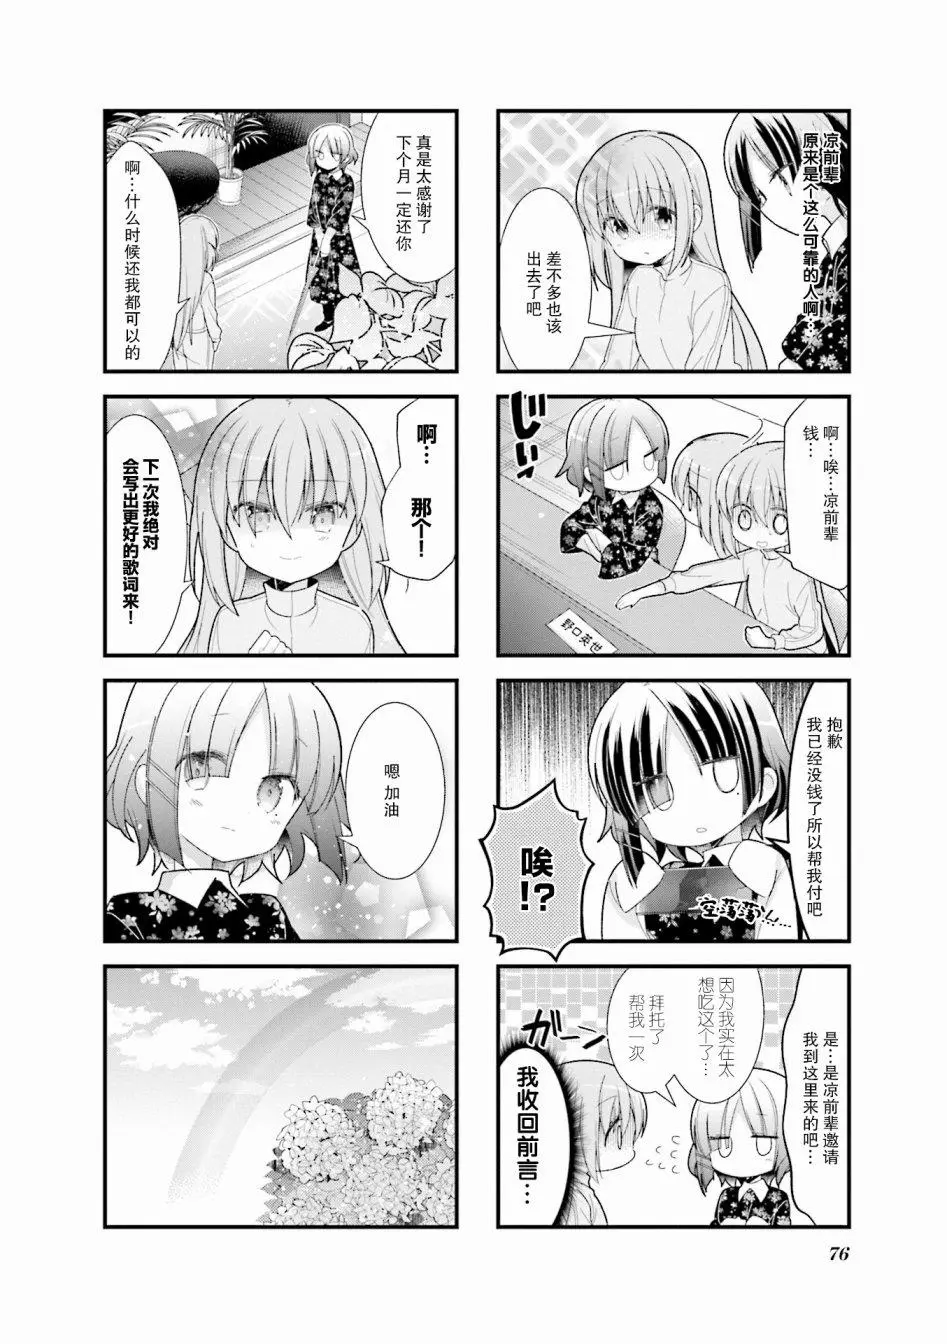 凉前辈
原来是个这么可靠的人啊…
差不多也该
出去了吧
啊…唉…凉前辈
钱…
じいっ
野口英世
抱歉
我已经没钱了所以帮我付吧
空荡荡…
唉!?
是…是凉前辈邀请
我到这里来的吧…
因为我实在太
想吃这个了…
拜托了
帮我一次
ガーン
我收回前言…
真是太感谢了
下个月一定还你
啊…什么时候还我都可以的
啊…
那个!
下一次我绝对
会写出更好的歌词来!
嗯加油
76